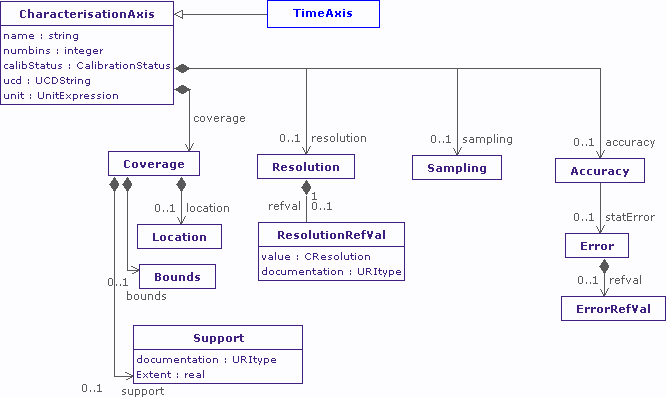 CharacterisationAxis
TimeAxis
name : string
numbins : integer
calibStatus : CalibrationStatus
ucd : UCDString
unit : UnitExpression
coverage
0..1 resolution
0..1 sampling
0..1 accuracy
Coverage
Resolution
Sampling
Accuracy
1
refval 0..1
0..1 location
0..1 statError
Location
ResolutionRefVal
value : CResolution
documentation : URItype
Error
Bounds
0..1
bounds
0..1 refval
ErrorRefVal
Support
documentation : URItype
Extent : real
0..1
support